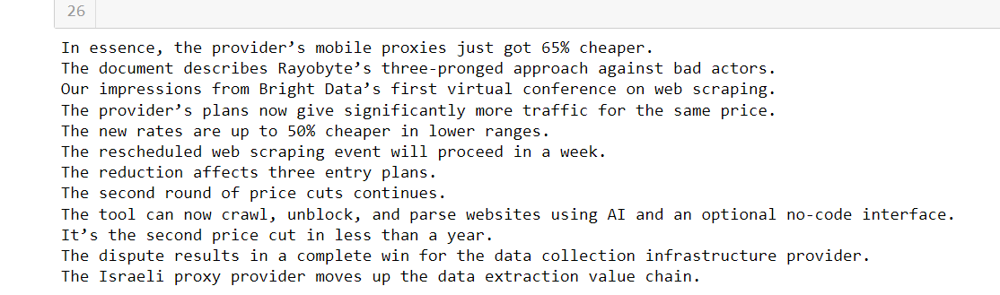 26
In essence, the provider’s mobile proxies just got 65% cheaper.
The document describes Rayobyte’s three-pronged approach against bad actors.
Our impressions from Bright Data’s first virtual conference on web scraping.
The provider’s plans now give significantly more traffic for the same price.
The new rates are up to 50% cheaper in lower ranges.
The rescheduled web scraping event will proceed in a week.
The reduction affects three entry plans.
The second round of price cuts continues.
The tool can now crawl, unblock, and parse websites using AI and an optional no-code interface.
It’s the second price cut in less than a year.
The dispute results in a complete win for the data collection infrastructure provider.
The Israeli proxy provider moves up the data extraction value chain.